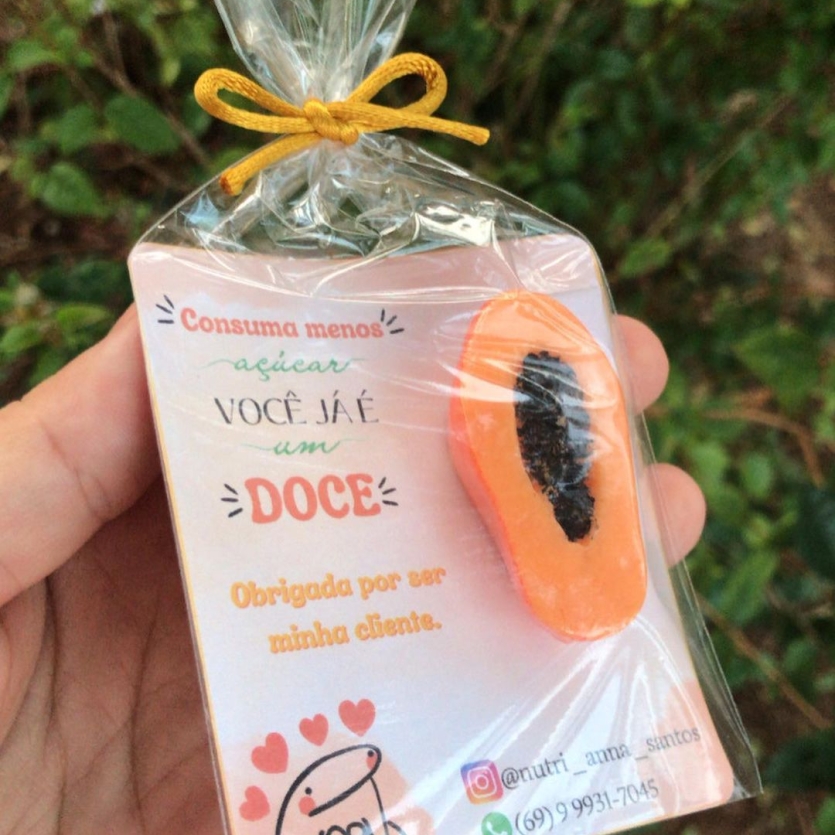 Consuma menos
açúcar
VOCÊ JÁ É
um
DOCE
Obrigada por ser
minha cliente.
@nutri_anna_santos
(69) 9 9931-7045